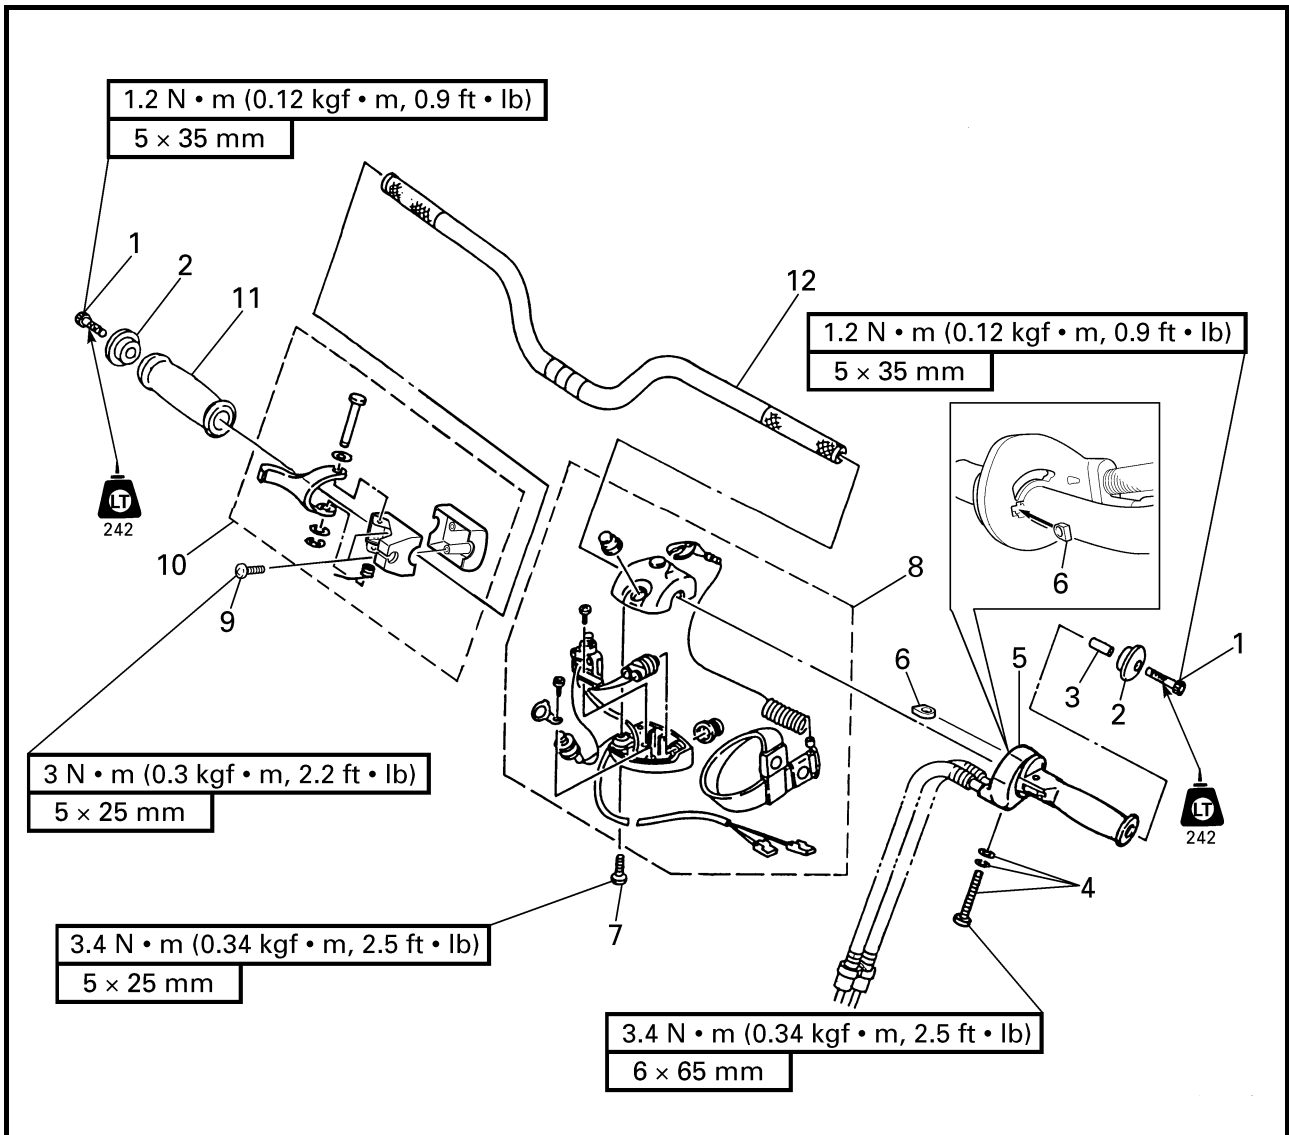 1.2 N • m (0.12 kgf • m, 0.9 ft • lb)
5 × 35 mm
1
2
11
12
1.2 N • m (0.12 kgf • m, 0.9 ft • lb)
5 × 35 mm
LT
242
10
9
8
6
6
5
3
2
1
3 N • m (0.3 kgf • m, 2.2 ft • lb)
5 × 25 mm
LT
242
4
7
3.4 N • m (0.34 kgf • m, 2.5 ft • lb)
5 × 25 mm
3.4 N • m (0.34 kgf • m, 2.5 ft • lb)
6 × 65 mm